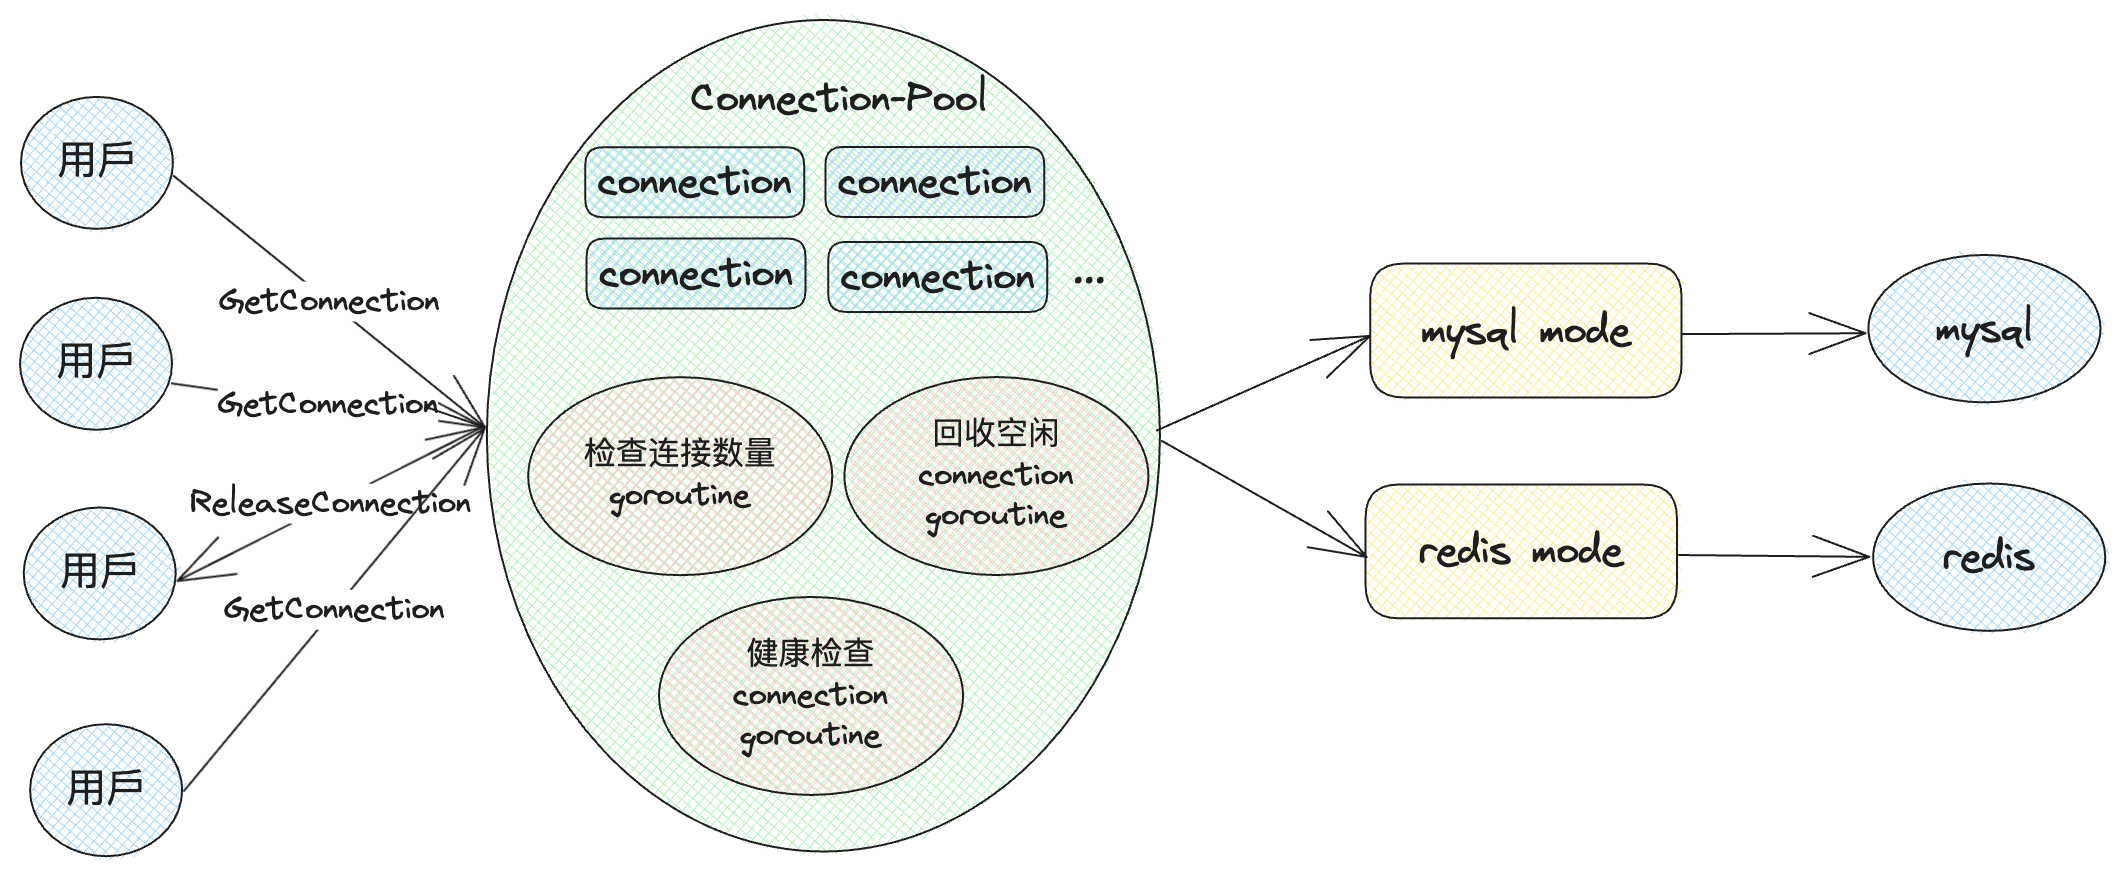 用戶
用戶
用戶
用戶
GetConnection
GetConnection
ReleaseConnection
GetConnection
Connection-Pool
connection
connection
connection
connection
...
检查连接数量
goroutine
回收空闲
connection
goroutine
健康检查
connection
goroutine
mysql mode
redis mode
mysql
redis